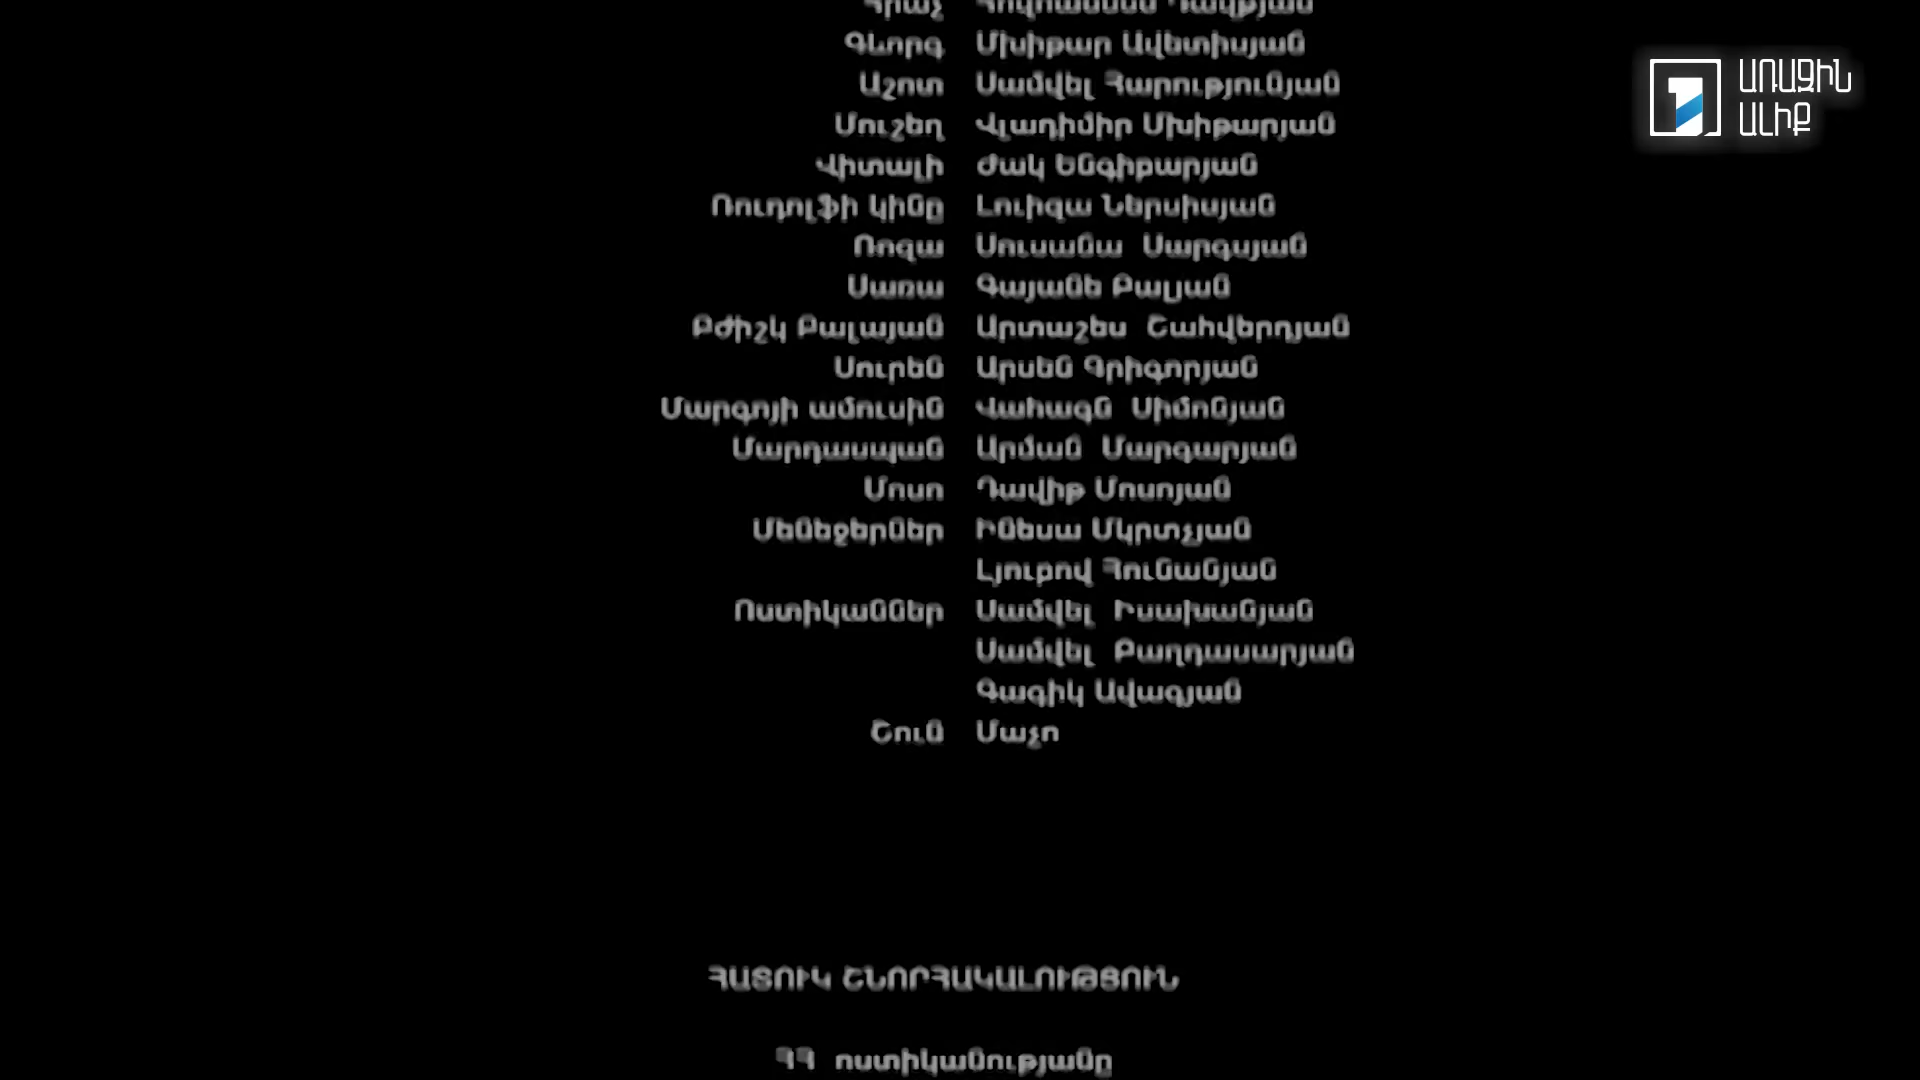 Գևորգ Մխիթար Ավետիսյան
Աշոտ Սամվել Հարությունյան
Մուշեղ Վլադիմիր Մխիթարյան
Վիտալի Ժակ Ենգիբարյան
Ռուդոլֆի կինը Լուիզա Ներսիսյան
Ռոզա Սուսանա Սարգսյան
Սառա Գայանե Բալյան
Բժիշկ Բալայան Արտաշես Շահվերդյան
Սուրեն Արսեն Գրիգորյան
Մարգոյի ամուսին Վահագն Սիմոնյան
Մարդասպան Արման Մարգարյան
Մոսո Դավիթ Մոսոյան
Մենեջերներ Ինեսա Մկրտչյան
Լյուբով Հունանյան
Ոստիկաններ Սամվել Իսախանյան
Սամվել Բաղդասարյան
Գագիկ Ավագյան
Շուն Մաչո
ՀԱՏՈՒԿ ՇՆՈՐՀԱԿԱԼՈՒԹՅՈՒՆ
ՀՀ ոստիկանությանը
ԱՌԱՋԻՆ
ԱԼԻՔ